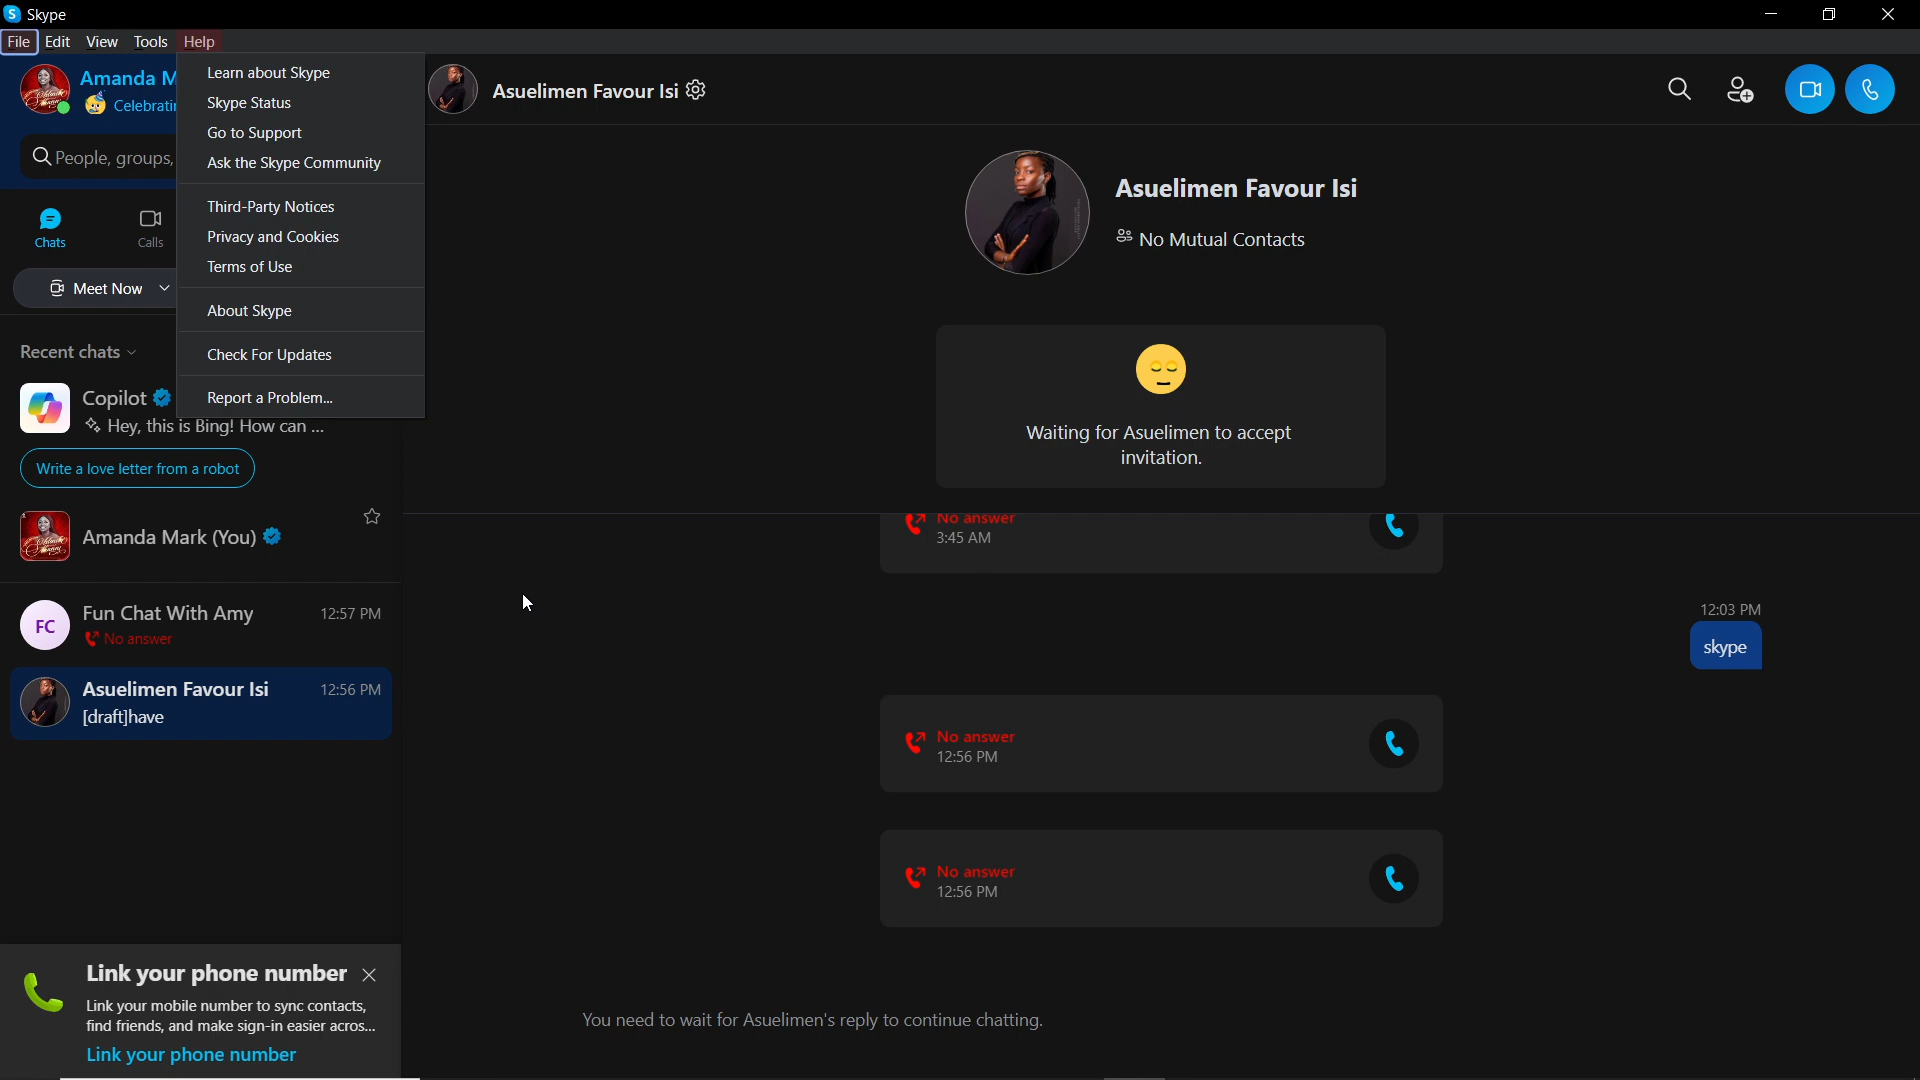 Skype
File Edit View Tools Help
Amanda M
Celebratin
People, groups,
Chats
Calls
Meet Now
Recent chats
Learn about Skype
Skype Status
Go to Support
Ask the Skype Community
Third-Party Notices
Privacy and Cookies
Terms of Use
About Skype
Check For Updates
Report a Problem...
Copilot
Hey, this is Bing! How can ...
Write a love letter from a robot
Amanda Mark (You)
FC
Fun Chat With Amy 12:57 PM
No answer
Asuelimen Favour Isi 12:56 PM
[draft]have
Link your phone number
Link your mobile number to sync contacts,
find friends, and make sign-in easier acros...
Link your phone number
Asuelimen Favour Isi
Asuelimen Favour Isi
No Mutual Contacts
Waiting for Asuelimen to accept
invitation.
No answer
3:45 AM
12:03 PM
skype
No answer
12:56 PM
No answer
12:56 PM
You need to wait for Asuelimen's reply to continue chatting.